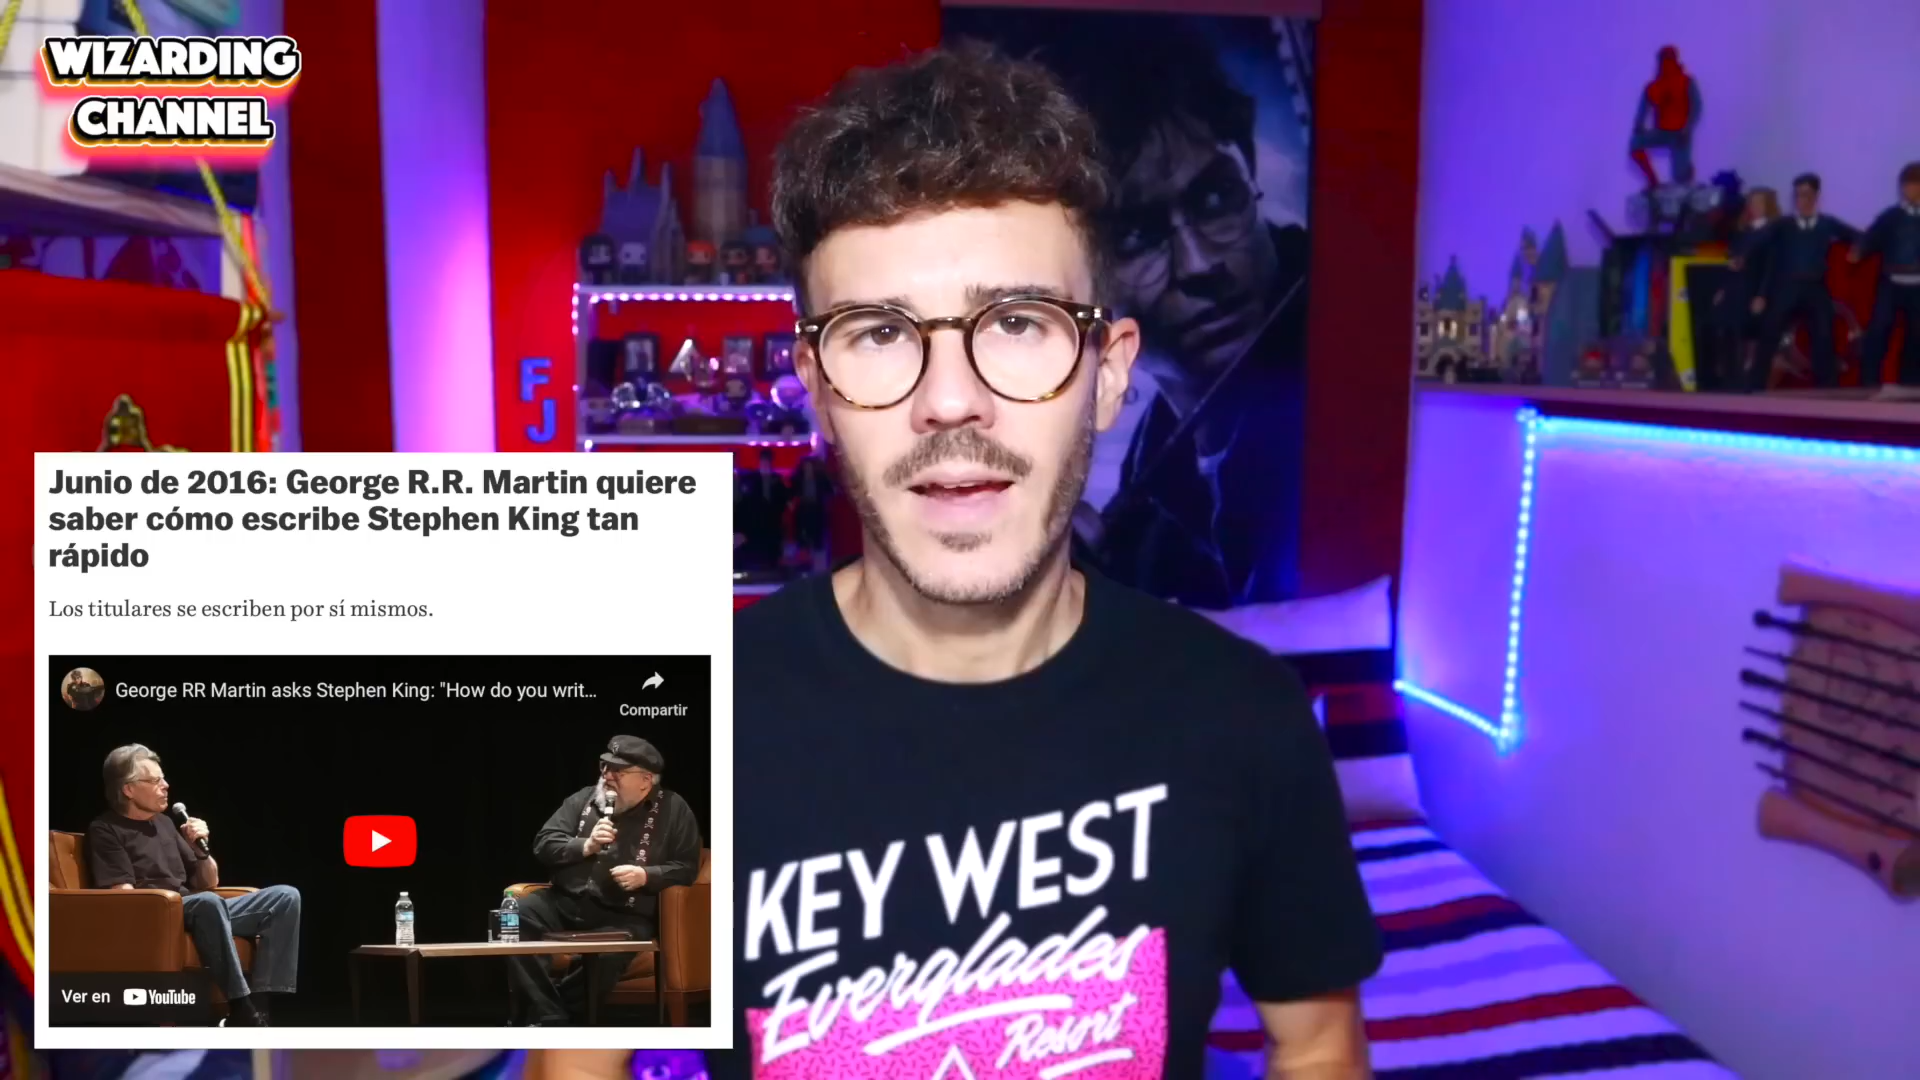 WIZARDING
CHANNEL
F
J
Junio de 2016: George R.R. Martin quiere
saber cómo escribe Stephen King tan
rápido
Los titulares se escriben por sí mismos.
George RR Martin asks Stephen King: "How do you writ...
Compartir
Ver en YouTube
KEY WEST
Everglades
Resort